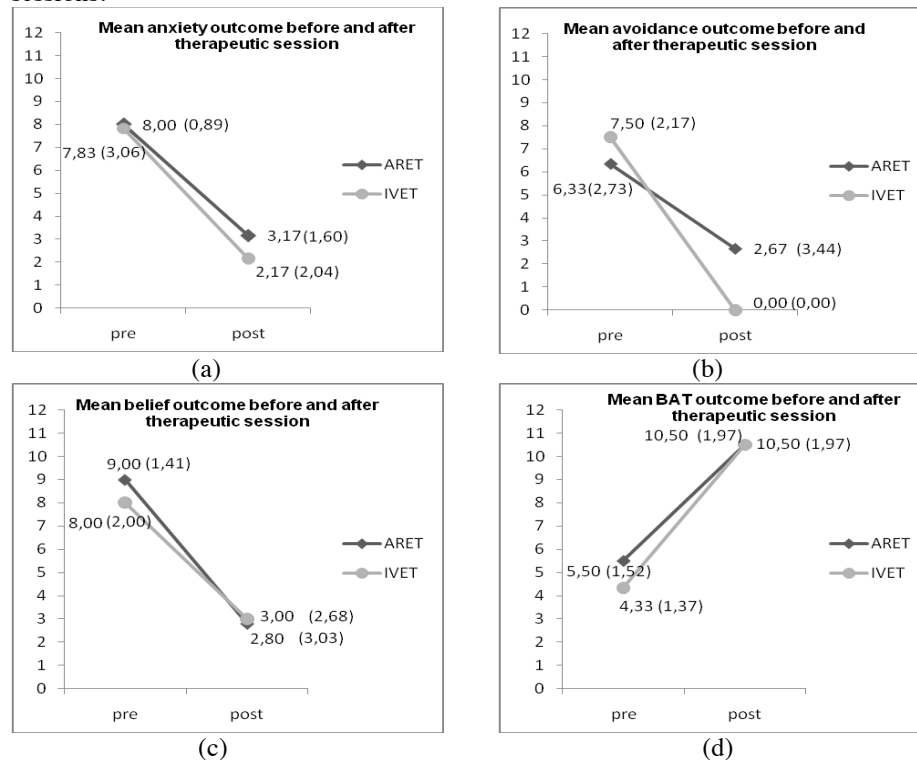 sessions.
Mean anxiety outcome before and after
therapeutic session
12
11
10
9
8
7
6
5
4
3
2
1
0
8,00 (0,89)
7,83 (3,06)
3,17 (1,60)
2,17 (2,04)
ARET
IVET
pre post
(a)
Mean avoidance outcome before and
after therapeutic session
12
11
10
9
8
7
6
5
4
3
2
1
0
7,50 (2,17)
6,33 (2,73)
2,67 (3,44)
0,00 (0,00)
ARET
IVET
pre post
(b)
Mean belief outcome before and after
therapeutic session
12
11
10
9
8
7
6
5
4
3
2
1
0
9,00 (1,41)
8,00 (2,00)
3,00 (2,68)
2,80 (3,03)
ARET
IVET
pre post
(c)
Mean BAT outcome before and after
therapeutic session
12
11
10
9
8
7
6
5
4
3
2
1
0
10,50 (1,97)
10,50 (1,97)
5,50 (1,52)
4,33 (1,37)
ARET
IVET
pre post
(d)